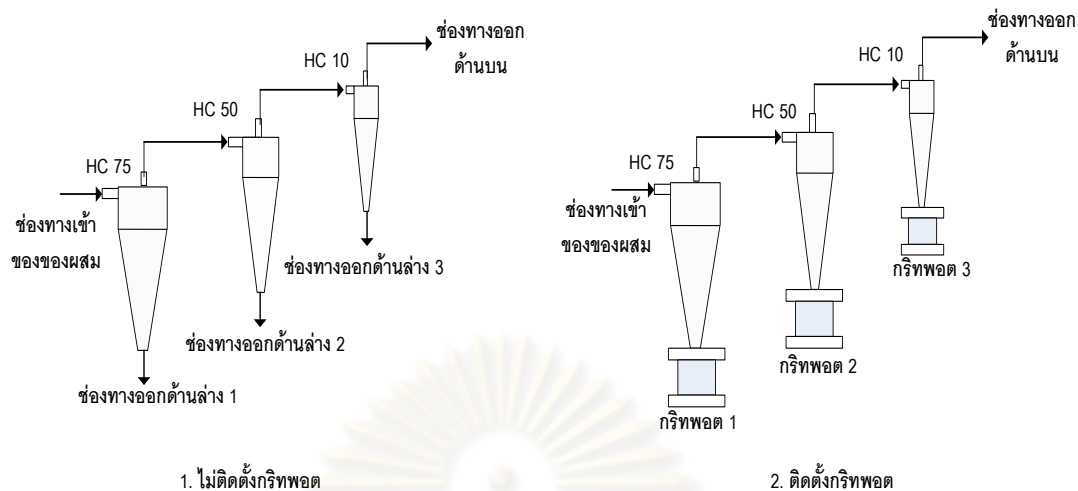 ช่องทางออก
ด้านบน
HC 10
HC 50
HC 75
ช่องทางเข้า
ของของผสม
ช่องทางออกด้านล่าง 3
ช่องทางออกด้านล่าง 2
ช่องทางออกด้านล่าง 1
1. ไม่ติดตั้งกริทพอต
ช่องทางออก
ด้านบน
HC 10
HC 50
HC 75
ช่องทางเข้า
ของของผสม
กริทพอต 3
กริทพอต 2
กริทพอต 1
2. ติดตั้งกริทพอต